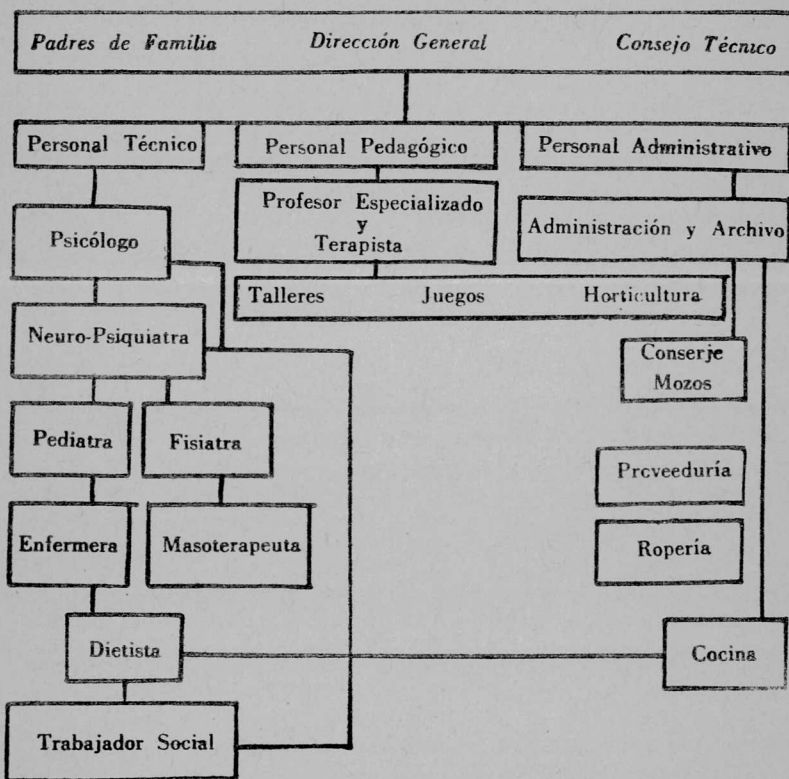 Padres de Familia Dirección General Consejo Técnico
Personal Técnico Personal Pedagógico Personal Administrativo
Profesor Especializado
y
Terapista
Psicólogo
Administración y Archivo
Talleres Juegos Horticultura
Neuro-Psiquiatra
Conserje
Mozos
Pediatra Fisiatra
Preveeduría
Enfermera Masoterapeuta
Ropería
Dietista
Cocina
Trabajador Social